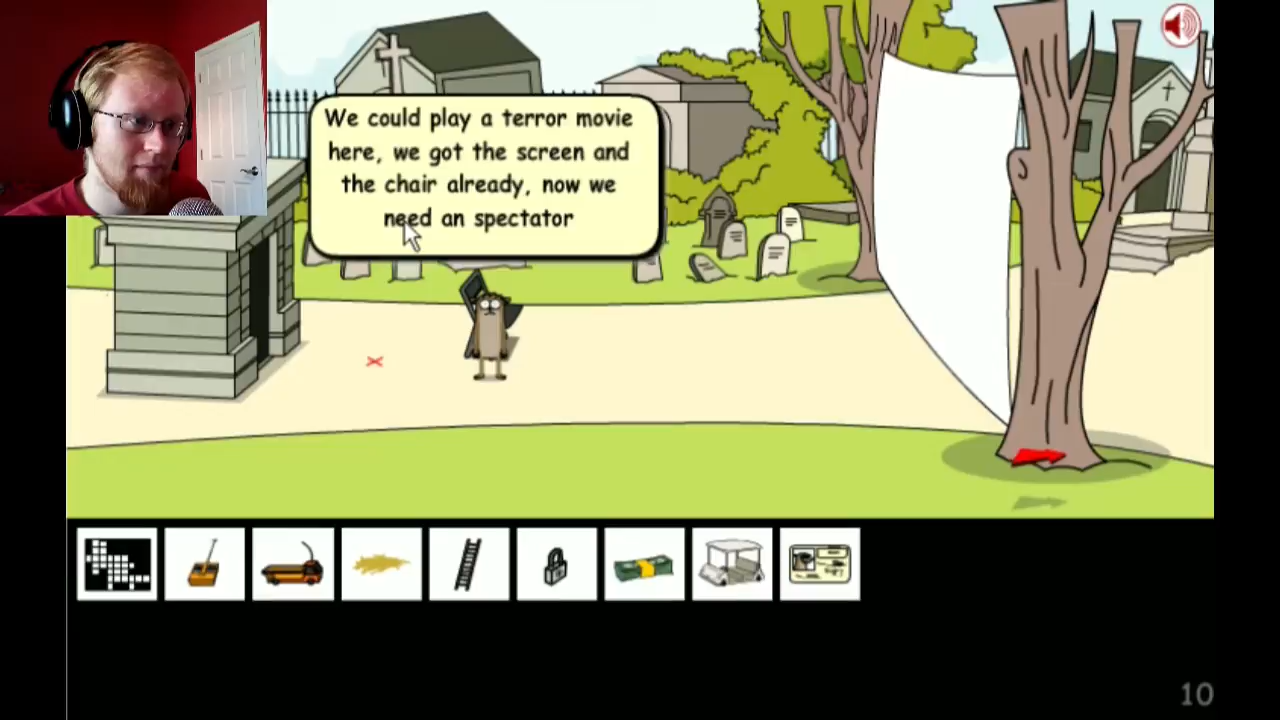 We could play a terror movie
here, we got the screen and
the chair already, now we
need an spectator
10